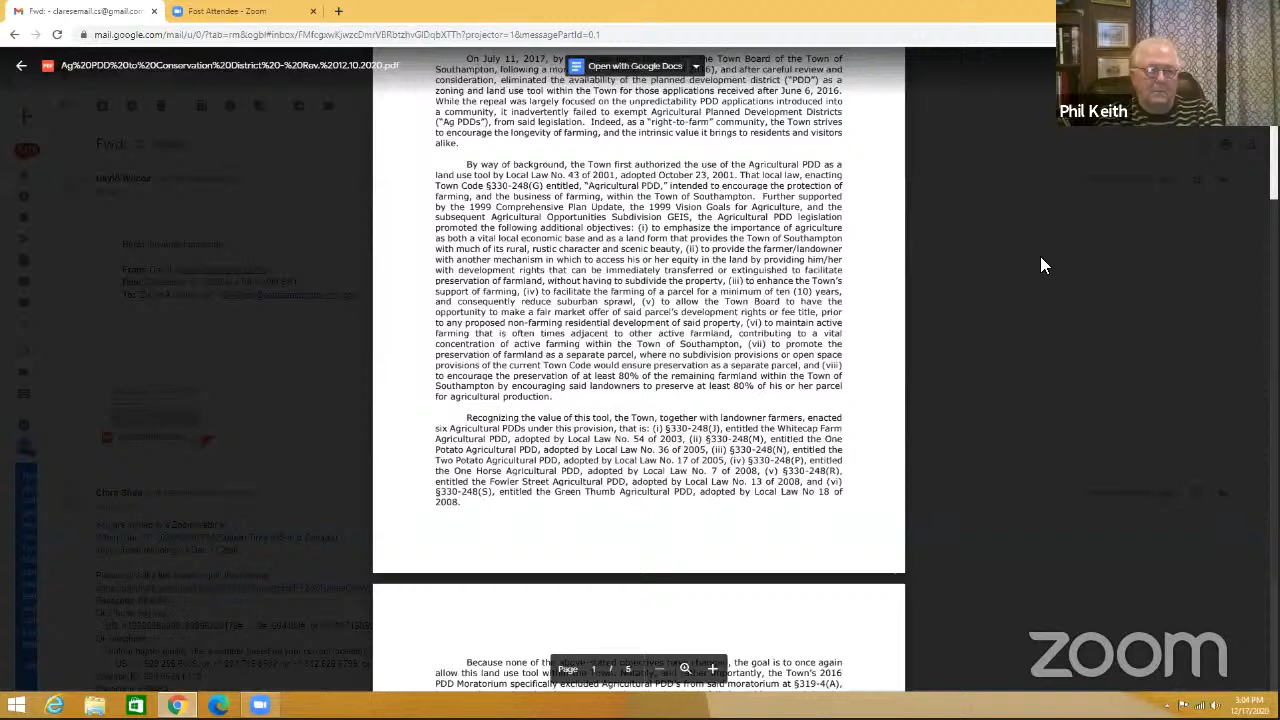 Fwd: - claresemail.cs@gmail.com
Post Attendee - Zoom
mail.google.com/mail/u/0/?tab=rm&ogbl#inbox/FMfcgxwKjwzcDmrVBRbtzhvGlDqbXTTh?projector=1&messagePartId=0.1
Phil Keith
Ag%20PDD%20to%20Conservation%20District%20-%20Rev.%2012.10.2020.pdf
Open with Google Docs
On July 11, 2017, by the Town Board of the Town of
Southampton, following a and after careful review and
consideration, eliminated the availability of the planned development district ("PDD") as a
zoning and land use tool within the Town for those applications received after June 6, 2016.
While the repeal was largely focused on the unpredictability PDD applications introduced into
a community, it inadvertently failed to exempt Agricultural Planned Development Districts
("Ag PDDs"), from said legislation. Indeed, as a "right-to-farm" community, the Town strives
to encourage the longevity of farming, and the intrinsic value it brings to residents and visitors
alike.
By way of background, the Town first authorized the use of the Agricultural PDD as a
land use tool by Local Law No. 43 of 2001, adopted October 23, 2001. That local law, enacting
Town Code §330-248(G) entitled, "Agricultural PDD," intended to encourage the protection of
farming, and the business of farming, within the Town of Southampton. Further supported
by the 1999 Comprehensive Plan Update, the 1999 Vision Goals for Agriculture, and the
subsequent Agricultural Opportunities Subdivision GEIS, the Agricultural PDD legislation
promoted the following additional objectives: (i) to emphasize the importance of agriculture
as both a vital local economic base and as a land form that provides the Town of Southampton
with much of its rural, rustic character and scenic beauty, (ii) to provide the farmer/landowner
with another mechanism in which to access his or her equity in the land by providing him/her
with development rights that can be immediately transferred or extinguished to facilitate
preservation of farmland, without having to subdivide the property, (iii) to enhance the Town's
support of farming, (iv) to facilitate the farming of a parcel for a minimum of ten (10) years,
and consequently reduce suburban sprawl, (v) to allow the Town Board to have the
opportunity to make a fair market offer of said parcel's development rights or fee title, prior
to any proposed non-farming residential development of said property, (vi) to maintain active
farming that is often times adjacent to other active farmland, contributing to a vital
concentration of active farming within the Town of Southampton, (vii) to promote the
preservation of farmland as a separate parcel, where no subdivision provisions or open space
provisions of the current Town Code would ensure preservation as a separate parcel, and (viii)
to encourage the preservation of at least 80% of the remaining farmland within the Town of
Southampton by encouraging said landowners to preserve at least 80% of his or her parcel
for agricultural production.
Recognizing the value of this tool, the Town, together with landowner farmers, enacted
six Agricultural PDDs under this provision, that is: (i) §330-248(J), entitled the Whitecap Farm
Agricultural PDD, adopted by Local Law No. 54 of 2003, (ii) §330-248(M), entitled the One
Potato Agricultural PDD, adopted by Local Law No. 36 of 2005, (iii) §330-248(N), entitled the
Two Potato Agricultural PDD, adopted by Local Law No. 17 of 2005, (iv) §330-248(P), entitled
the One Horse Agricultural PDD, adopted by Local Law No. 7 of 2008, (v) §330-248(R),
entitled the Fowler Street Agricultural PDD, adopted by Local Law No. 13 of 2008, and (vi)
§330-248(S), entitled the Green Thumb Agricultural PDD, adopted by Local Law No 18 of
2008.
Because none of the above-stated objectives have changed, the goal is to once again
allow this land use tool within the Town. Notably, and rather importantly, the Town's 2016
PDD Moratorium specifically excluded Agricultural PDD's from said moratorium at §319-4(A),
Page 1 / 5
Fwd:
zoom
3:04 PM
12/17/2020